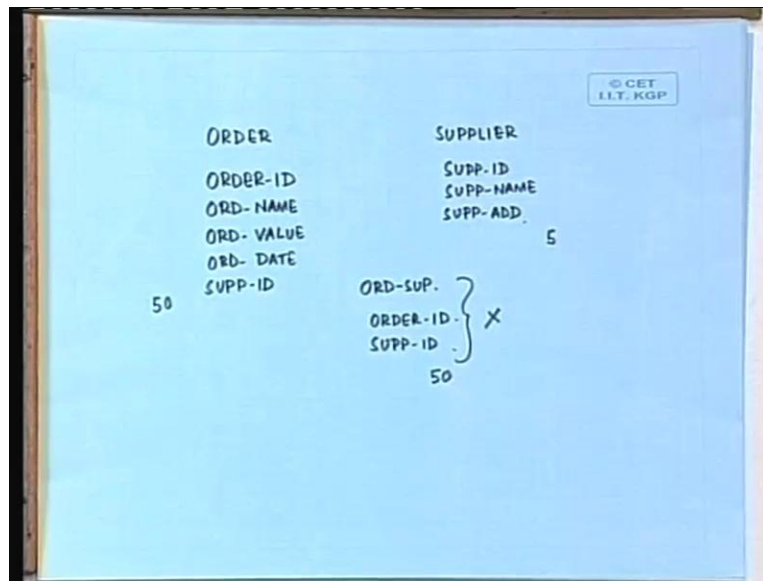 © CET
I.I.T. KGP
ORDER
ORDER-ID
ORD-NAME
ORD-VALUE
ORD-DATE
SUPP-ID
50
SUPPLIER
SUPP-ID
SUPP-NAME
SUPP-ADD.
5
ORD-SUP.
ORDER-ID.
SUPP-ID.
X
50